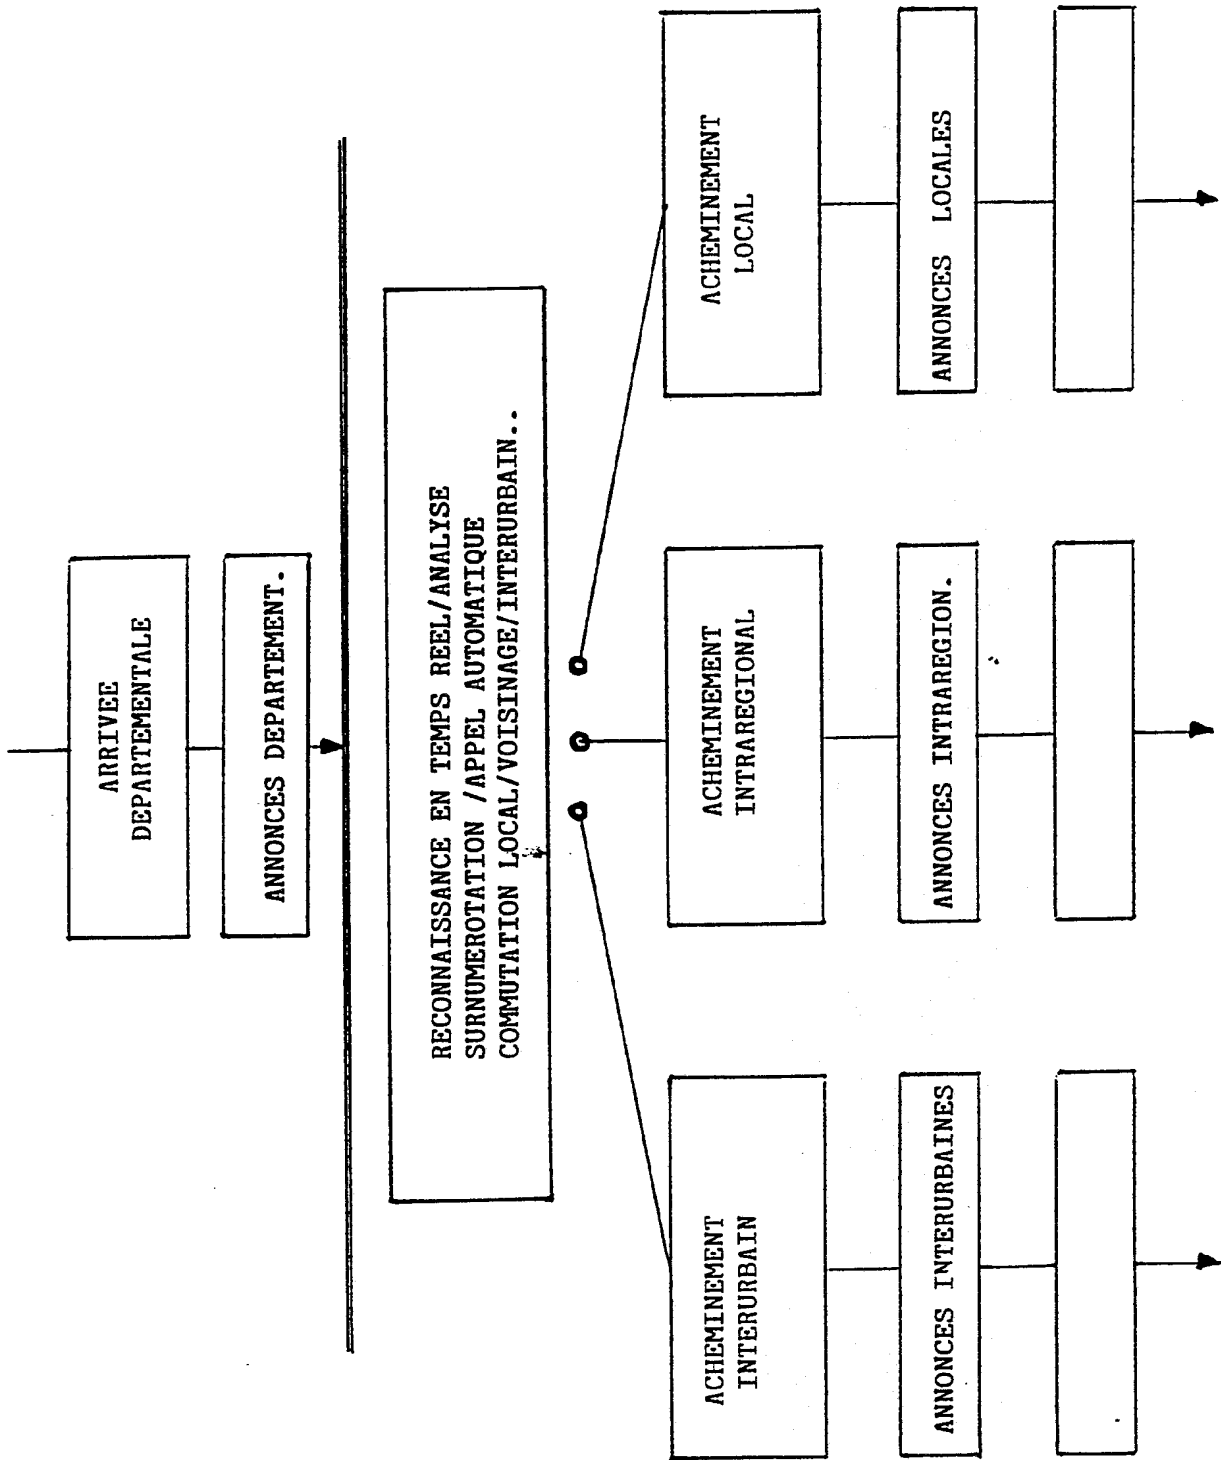 ARRIVEE
DEPARTEMENTALE
ANNONCES DEPARTEMENT.
RECONNAISSANCE EN TEMPS REEL/ANALYSE
SURNUMEROTATION /APPEL AUTOMATIQUE
COMMUTATION LOCAL/VOISINAGE/INTERURBAIN..
ACHEMINEMENT
INTERURBAIN
ANNONCES INTERURBAINES
ACHEMINEMENT
INTRAREGIONAL
ANNONCES INTRAREGION.
ACHEMINEMENT
LOCAL
ANNONCES LOCALES